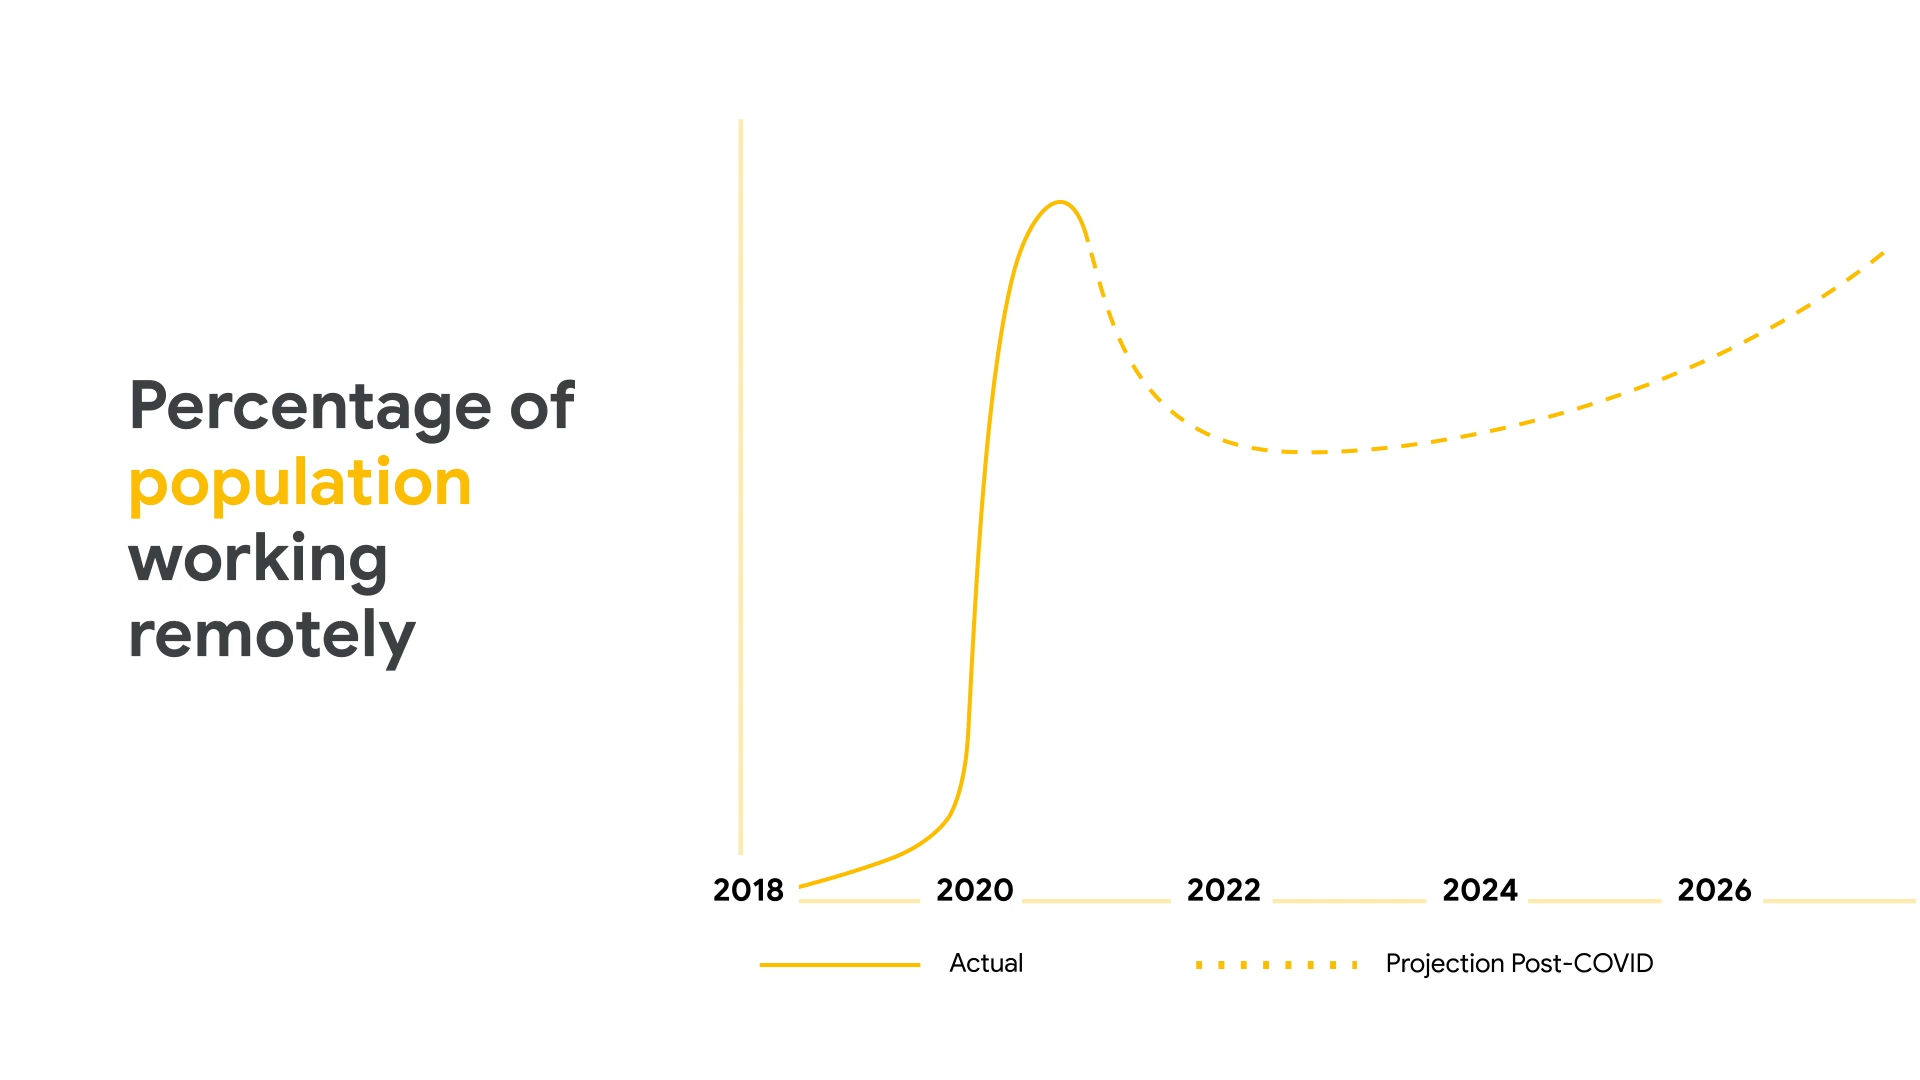 Percentage of
population
working
remotely
2018 2020 2022 2024 2026
Actual Projection Post-COVID